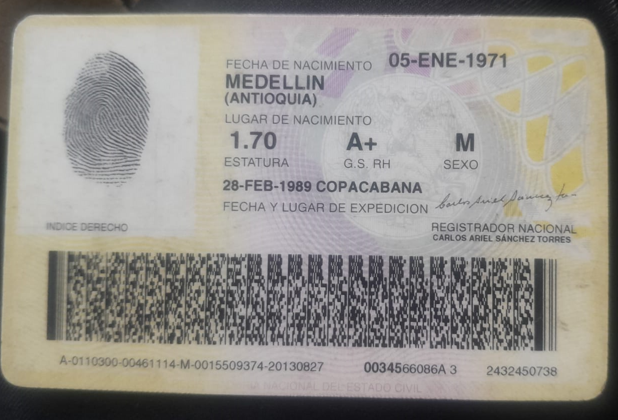 FECHA DE NACIMIENTO 05-ENE-1971
MEDELLIN
(ANTIOQUIA)
LUGAR DE NACIMIENTO
1.70 A+ M
ESTATURA G.S. RH SEXO
28-FEB-1989 COPACABANA
FECHA Y LUGAR DE EXPEDICION
INDICE DERECHO
REGISTRADOR NACIONAL
CARLOS ARIEL SÁNCHEZ TORRES
A-0110300-00461114-M-0015509374-20130827 0034566086A 3 2432450738
NACIONAL DEL ESTADO CIVIL